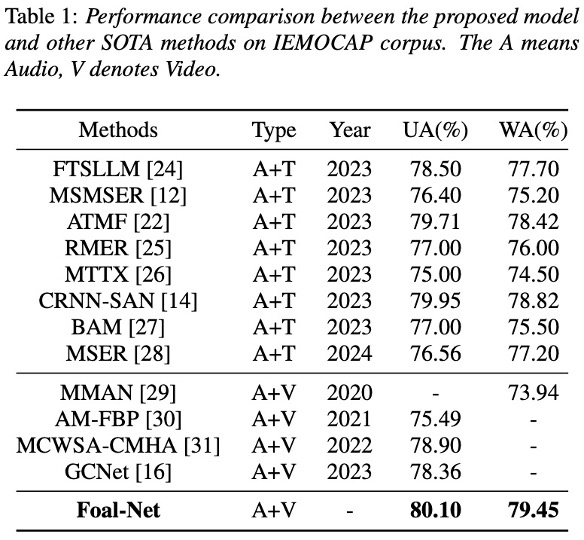 Table 1: Performance comparison between the proposed model
and other SOTA methods on IEMOCAP corpus. The A means
Audio, V denotes Video.
Methods Type Year UA(%) WA(%)
FTSLLM [24] A+T 2023 78.50 77.70
MSMSER [12] A+T 2023 76.40 75.20
ATMF [22] A+T 2023 79.71 78.42
RMER [25] A+T 2023 77.00 76.00
MTTX [26] A+T 2023 75.00 74.50
CRNN-SAN [14] A+T 2023 79.95 78.82
BAM [27] A+T 2023 77.00 75.50
MSER [28] A+T 2024 76.56 77.20
MMAN [29] A+V 2020 - 73.94
AM-FBP [30] A+V 2021 75.49 -
MCWSA-CMHA [31] A+V 2022 78.90 -
GCNet [16] A+V 2023 78.36 -
Foal-Net A+V - 80.10 79.45